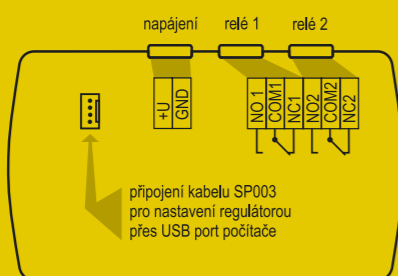 napájení relé 1 relé 2
+U GND NO 1 COM1 NC1 NO2 COM2 NC2
připojení kabelu SP003
pro nastavení regulátorou
přes USB port počítače